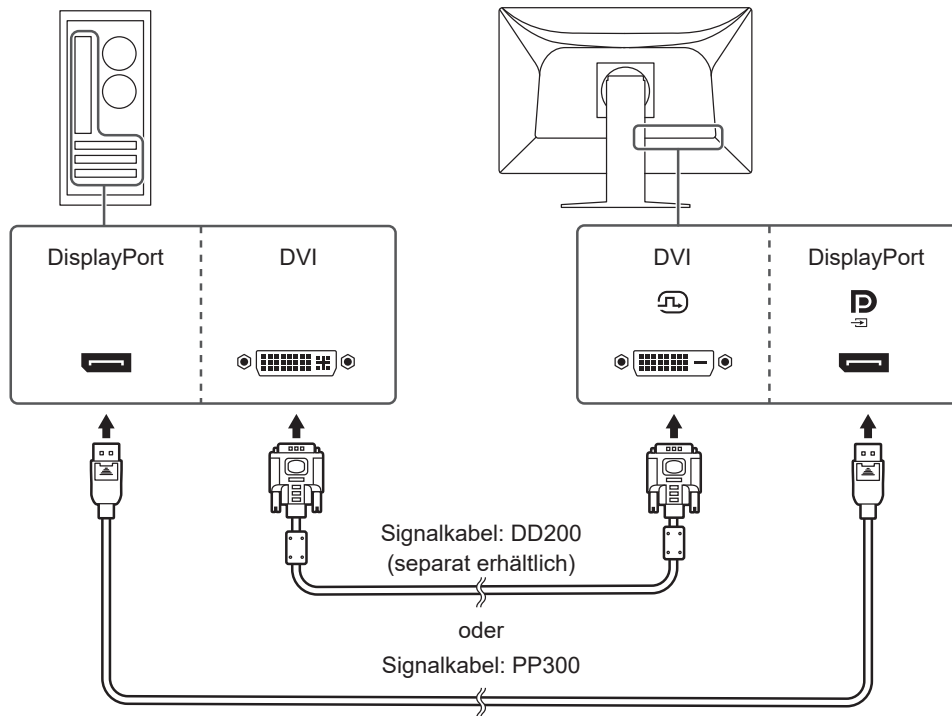 DisplayPort
DVI
DVI
DisplayPort
Signalkabel: DD200
(separat erhältlich)
oder
Signalkabel: PP300